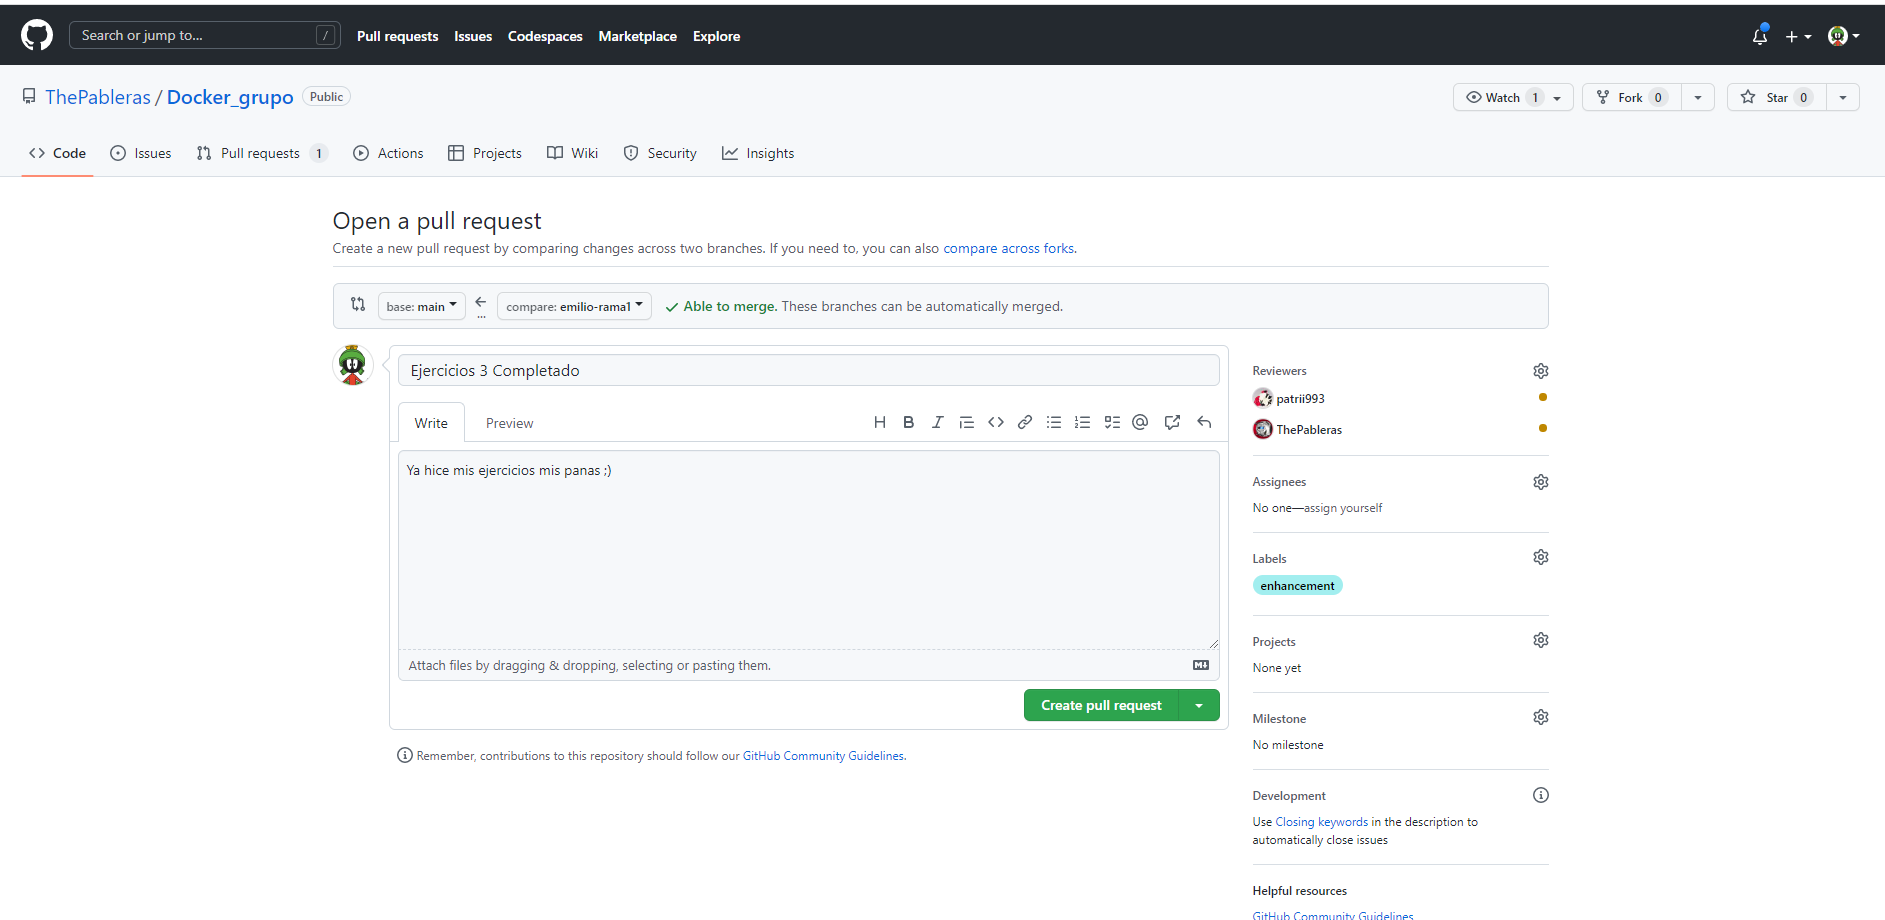 Search or jump to... /
Pull requests Issues Codespaces Marketplace Explore
ThePableras / Docker_grupo Public
Watch 1 Fork 0 Star 0
Code Issues Pull requests 1 Actions Projects Wiki Security Insights
Open a pull request
Create a new pull request by comparing changes across two branches. If you need to, you can also compare across forks.
base: main ... compare: emilio-rama1 Able to merge. These branches can be automatically merged.
Ejercicios 3 Completado
Write Preview
Ya hice mis ejercicios mis panas ;)
Attach files by dragging & dropping, selecting or pasting them.
Create pull request
Remember, contributions to this repository should follow our GitHub Community Guidelines.
Reviewers
patrii993
ThePableras
Assignees
No one—assign yourself
Labels
enhancement
Projects
None yet
Milestone
No milestone
Development
Use Closing keywords in the description to
automatically close issues
Helpful resources
GitHub Community Guidelines